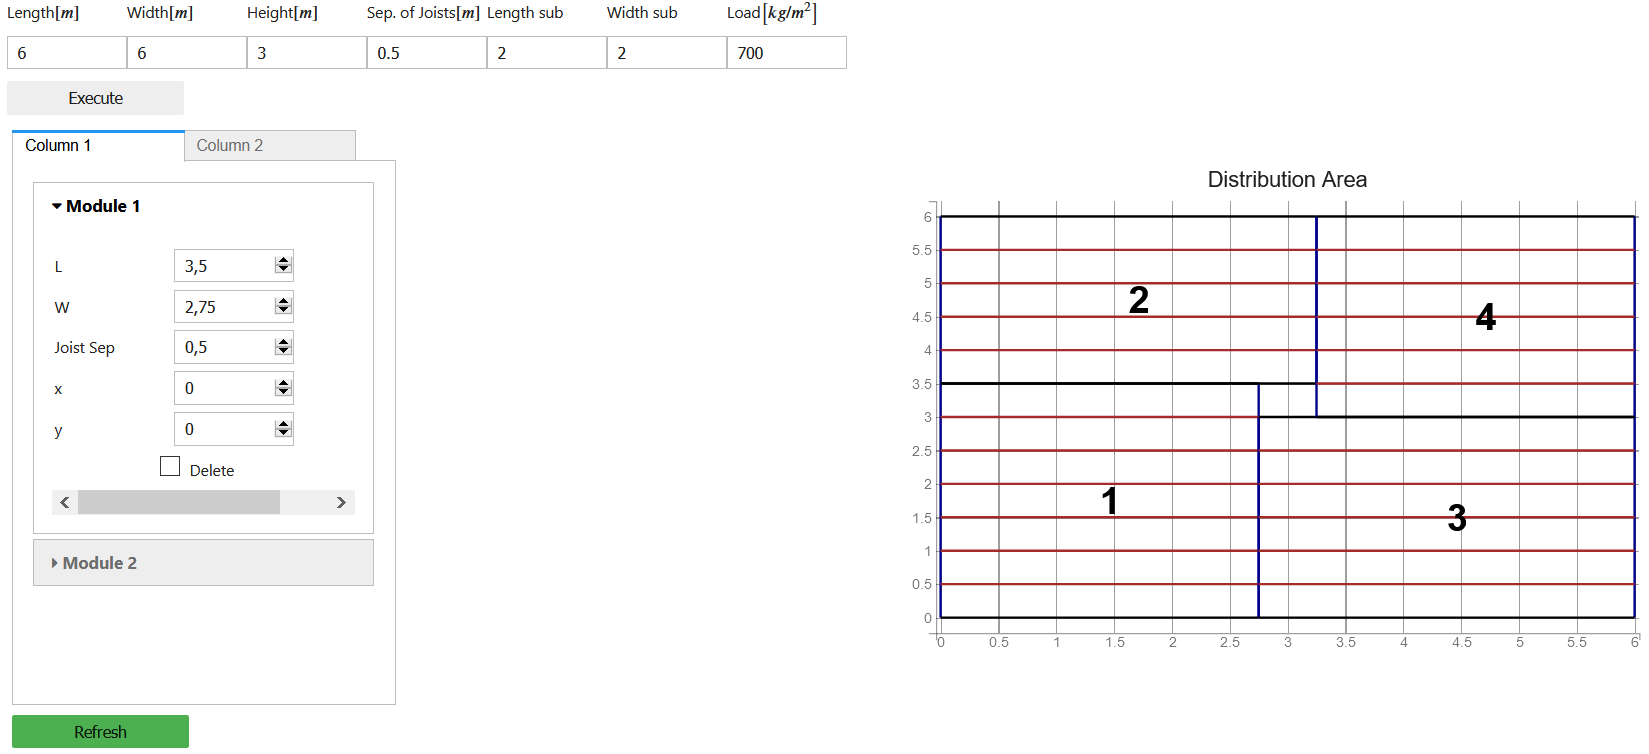 Length[m] Width[m] Height[m] Sep. of Joists[m] Length sub Width sub Load[kg/m²]
6 6 3 0.5 2 2 700
Execute
Column 1 Column 2
Module 1
L 3,5
W 2,75
Joist Sep 0,5
x 0
y 0
Delete
Module 2
Refresh
Distribution Area
6
5.5
5
4.5
4
3.5
3
2.5
2
1.5
1
0.5
0
2
4
1
3
0 0.5 1 1.5 2 2.5 3 3.5 4 4.5 5 5.5 6